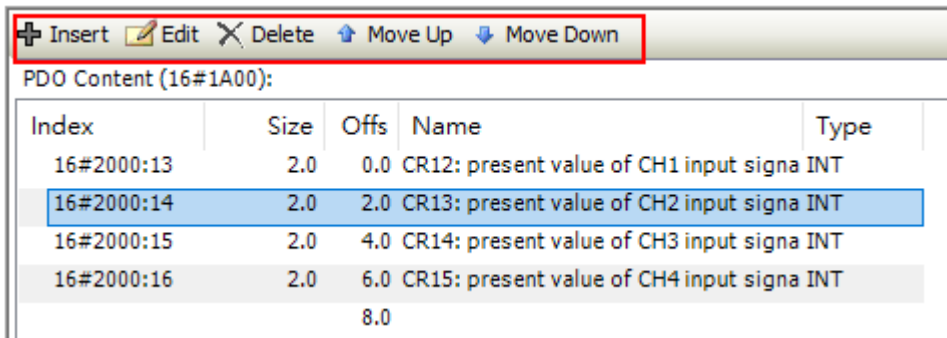 Insert Edit Delete Move Up Move Down
PDO Content (16#1A00):
Index Size Offs Name Type
16#2000:13 2.0 0.0 CR12: present value of CH1 input signa INT
16#2000:14 2.0 2.0 CR13: present value of CH2 input signa INT
16#2000:15 2.0 4.0 CR14: present value of CH3 input signa INT
16#2000:16 2.0 6.0 CR15: present value of CH4 input signa INT
8.0